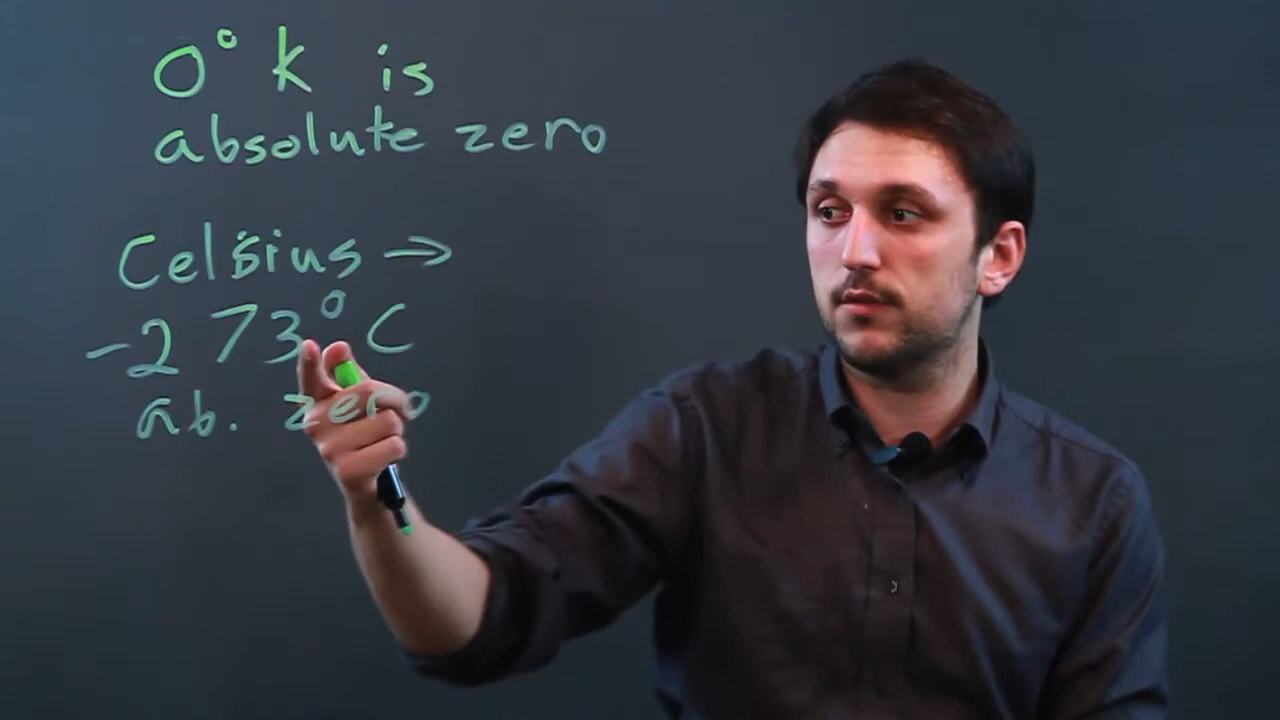 0° k is
absolute zero
Celsius →
-273° C
ab. zero